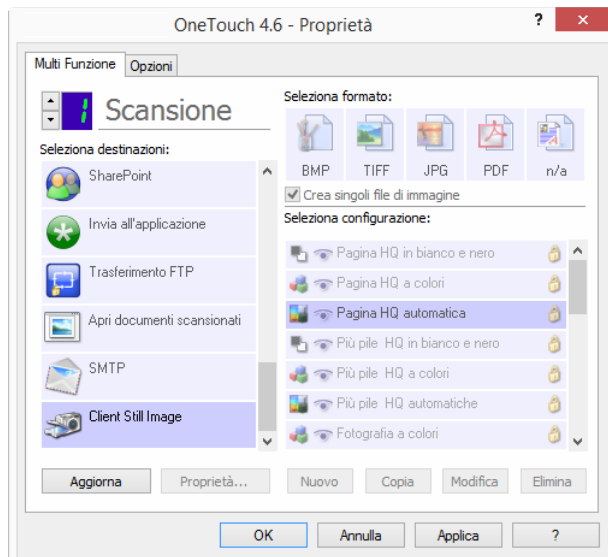 OneTouch 4.6 - Proprietà
?
Multi Funzione
Opzioni
1
Scansione
Seleziona destinazioni:
SharePoint
Invia all'applicazione
Trasferimento FTP
Apri documenti scansionati
SMTP
Client Still Image
Aggiorna
Proprietà...
Seleziona formato:
BMP
TIFF
JPG
PDF
n/a
Crea singoli file di immagine
Seleziona configurazione:
Pagina HQ in bianco e nero
Pagina HQ a colori
Pagina HQ automatica
Più pile HQ in bianco e nero
Più pile HQ a colori
Più pile HQ automatiche
Fotografia a colori
Nuovo
Copia
Modifica
Elimina
OK
Annulla
Applica
?